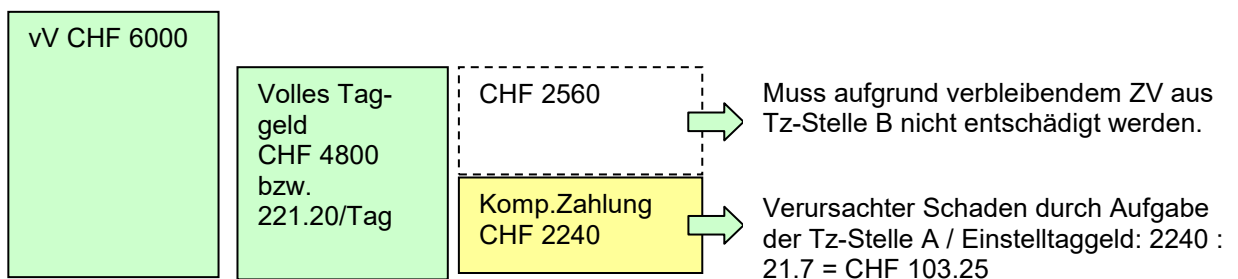 vV CHF 6000
Volles Tag-
geld
CHF 4800
bzw.
221.20/Tag
CHF 2560
Muss aufgrund verbleibendem ZV aus
Tz-Stelle B nicht entschädigt werden.
Komp.Zahlung
CHF 2240
Verursachter Schaden durch Aufgabe
der Tz-Stelle A / Einstelltaggeld: 2240 :
21.7 = CHF 103.25